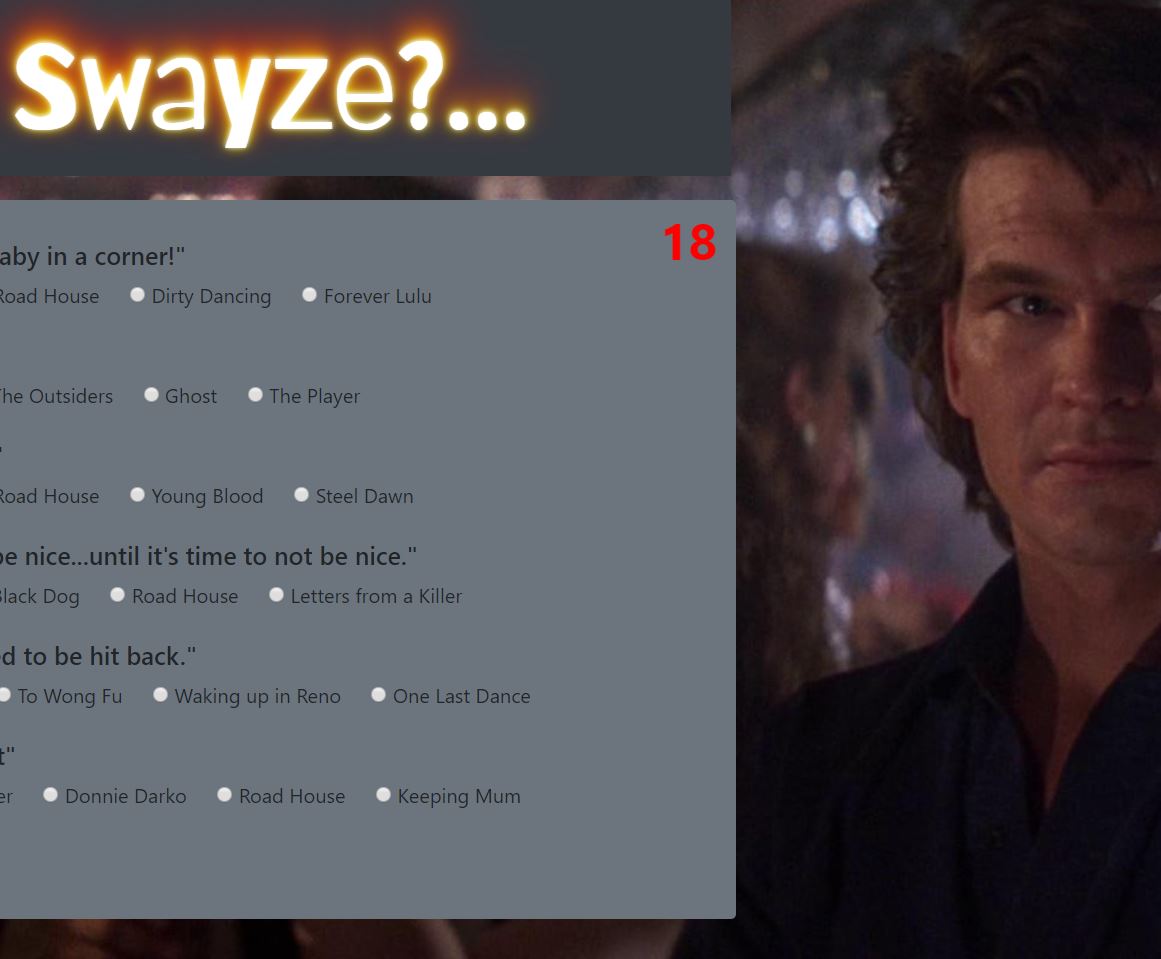 Swayze?...
18
aby in a corner!"
Road House Dirty Dancing Forever Lulu
The Outsiders Ghost The Player
"
Road House Young Blood Steel Dawn
be nice...until it's time to not be nice."
Black Dog Road House Letters from a Killer
ed to be hit back."
To Wong Fu Waking up in Reno One Last Dance
t"
er Donnie Darko Road House Keeping Mum